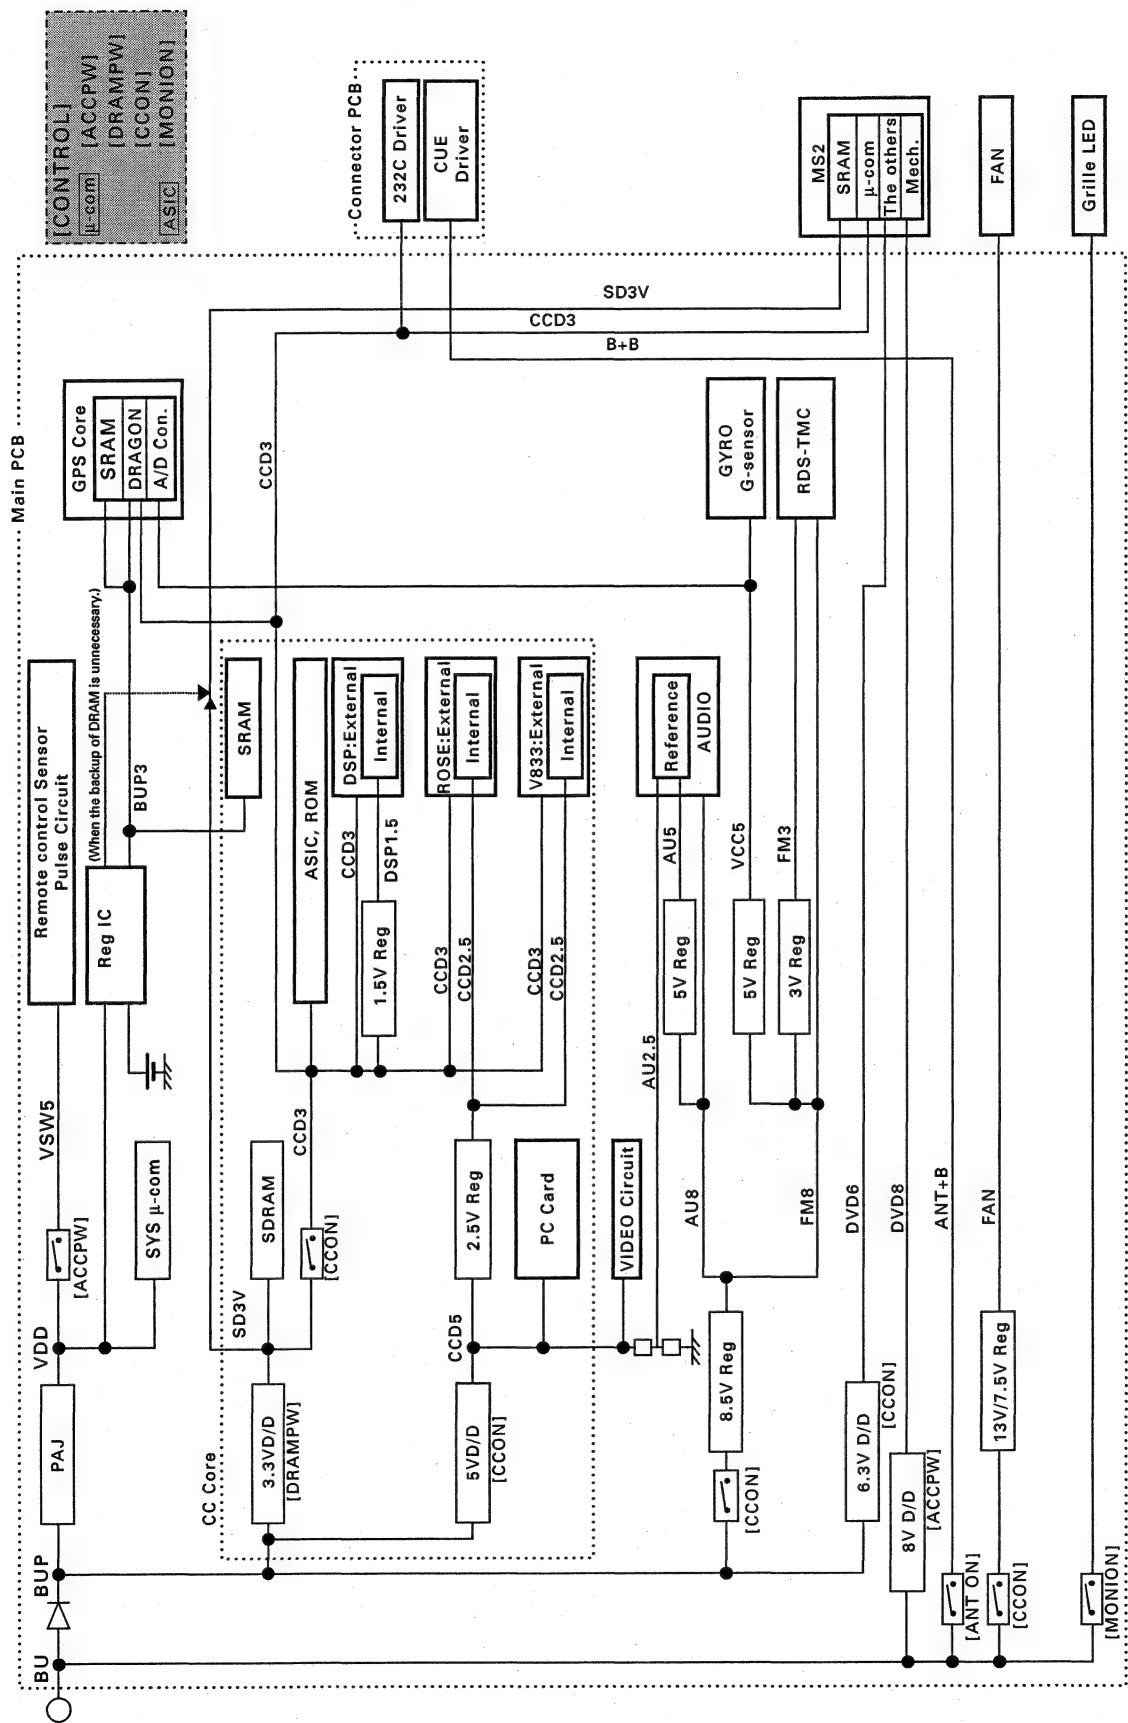 [CONTROL]
μ-com [ACCPW]
[DRAMPW]
[CCON]
ASIC [MONION]
Main PCB
Connector PCB
232C Driver
CUE
Driver
MS2
SRAM
μ-com
The others
Mech.
FAN
Grille LED
SD3V
CCD3
B+B
GPS Core
SRAM
DRAGON
A/D Con.
CCD3
GYRO
G-sensor
RDS-TMC
Remote control Sensor
Pulse Circuit
(When the backup of DRAM is unnecessary.)
Reg IC
BUP3
SRAM
ASIC, ROM
DSP:External
Internal
ROSE:External
Internal
V833:External
Internal
Reference
AUDIO
CCD3
DSP1.5
1.5V Reg
CCD3
CCD2.5
CCD3
CCD2.5
AU5
5V Reg
VCC5
5V Reg
FM3
3V Reg
AU2.5
VSW5
[ACCPW]
SYS μ-com
SDRAM
CCD3
[CCON]
2.5V Reg
PC Card
VIDEO Circuit
AU8
FM8
DVD6
DVD8
ANT+B
FAN
VDD
SD3V
CCD5
PAJ
CC Core
3.3VD/D
[DRAMPW]
5VD/D
[CCON]
8.5V Reg
[CCON]
6.3V D/D
[CCON]
8V D/D
[ACCPW]
13V/7.5V Reg
BUP
BU
[ANT ON]
[CCON]
[MONION]